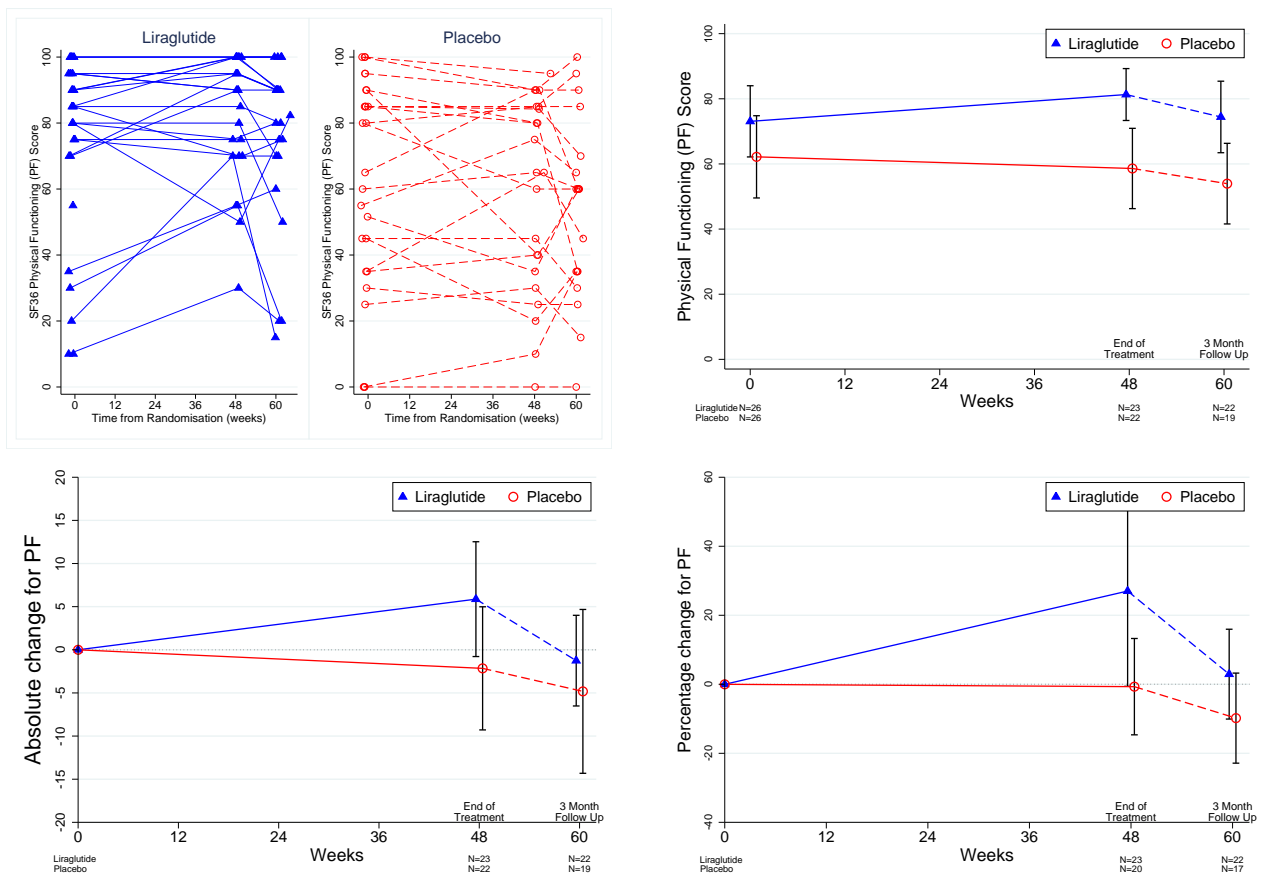 Liraglutide
Placebo
SF36 Physical Functioning (PF) Score
0 20 40 60 80 100
0 12 24 36 48 60
Time from Randomisation (weeks)
SF36 Physical Functioning (PF) Score
0 20 40 60 80 100
0 12 24 36 48 60
Time from Randomisation (weeks)
Liraglutide Placebo
Physical Functioning (PF) Score
0 20 40 60 80 100
End of
Treatment
3 Month
Follow Up
0 12 24 36 48 60
Weeks
Liraglutide N=26 N=23 N=22
Placebo N=26 N=22 N=19
Liraglutide Placebo
Absolute change for PF
-20 -15 -10 -5 0 5 10 15 20
End of
Treatment
3 Month
Follow Up
0 12 24 36 48 60
Weeks
Liraglutide N=23 N=22
Placebo N=22 N=19
Liraglutide Placebo
Percentage change for PF
-40 -20 0 20 40 60
End of
Treatment
3 Month
Follow Up
0 12 24 36 48 60
Weeks
Liraglutide N=23 N=22
Placebo N=20 N=17